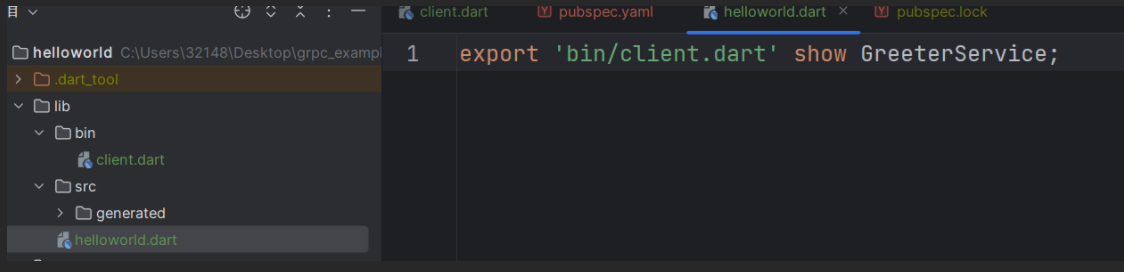 目
client.dart
pubspec.yaml
helloworld.dart
pubspec.lock
helloworld C:\Users\32148\Desktop\grpc_exampl
.dart_tool
lib
bin
client.dart
src
generated
helloworld.dart
1 export 'bin/client.dart' show GreeterService;